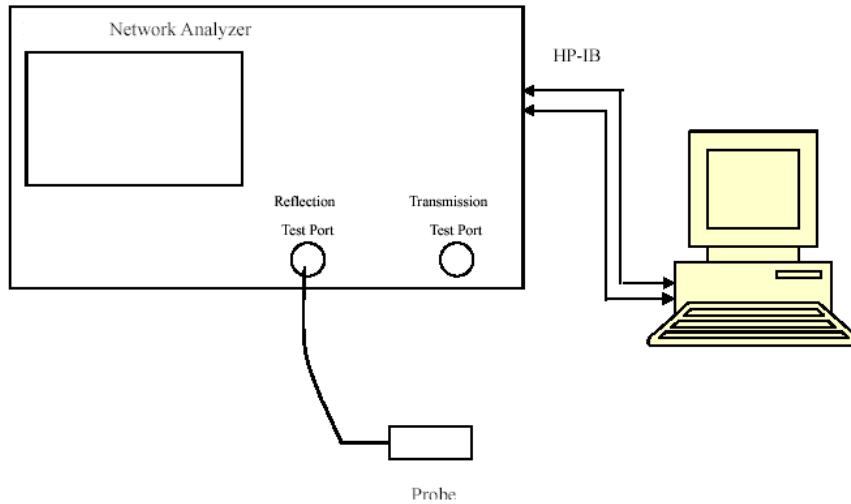 Network Analyzer
HP-IB
Reflection
Test Port
Transmission
Test Port
Probe